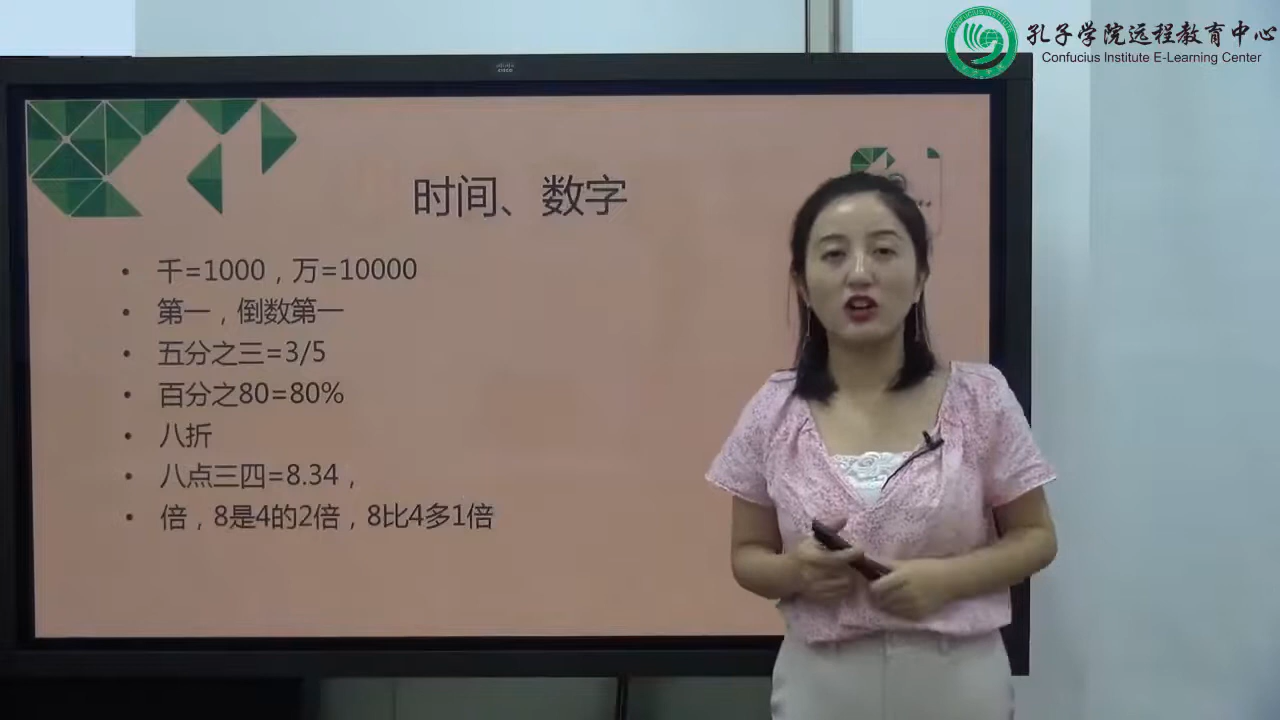 孔子学院远程教育中心
Confucius Institute E-Learning Center
时间、数字
千=1000，万=10000
第一，倒数第一
五分之三=3/5
百分之80=80%
八折
八点三四=8.34，
倍，8是4的2倍，8比4多1倍